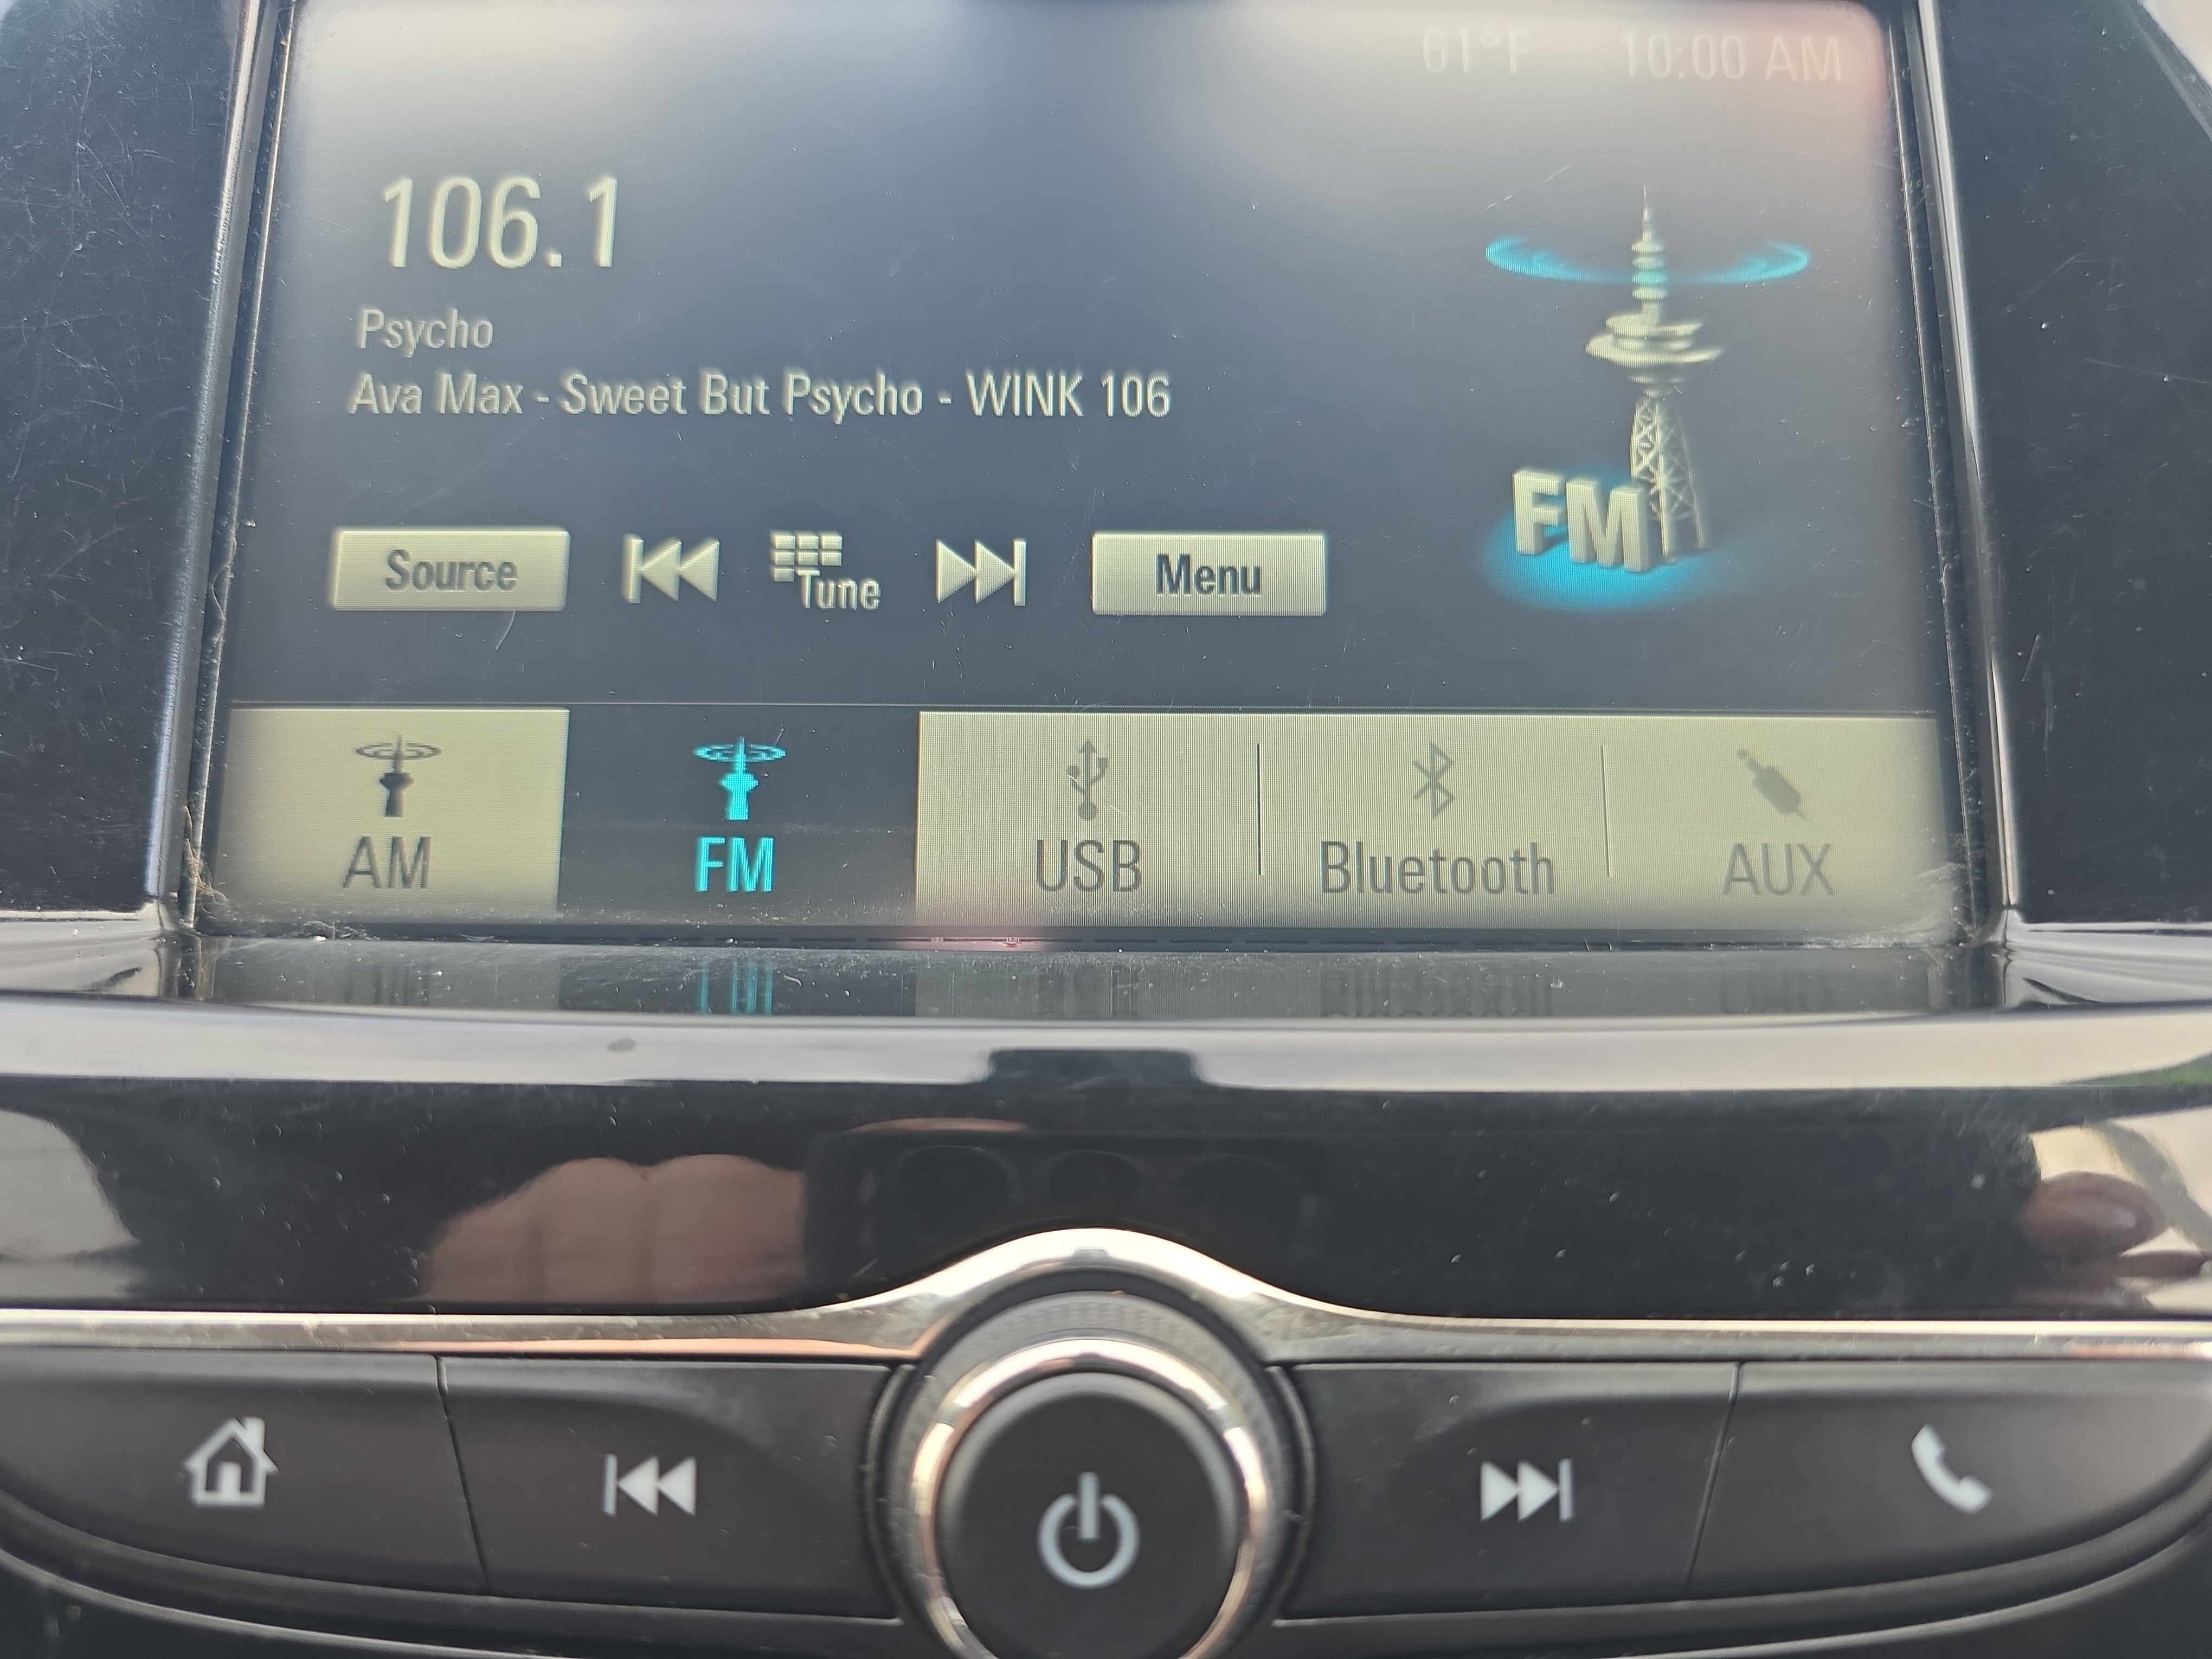 61°F 10:00 AM
106.1
Psycho
Ava Max - Sweet But Psycho - WINK 106
FM
Source Tune Menu
AM FM USB Bluetooth AUX